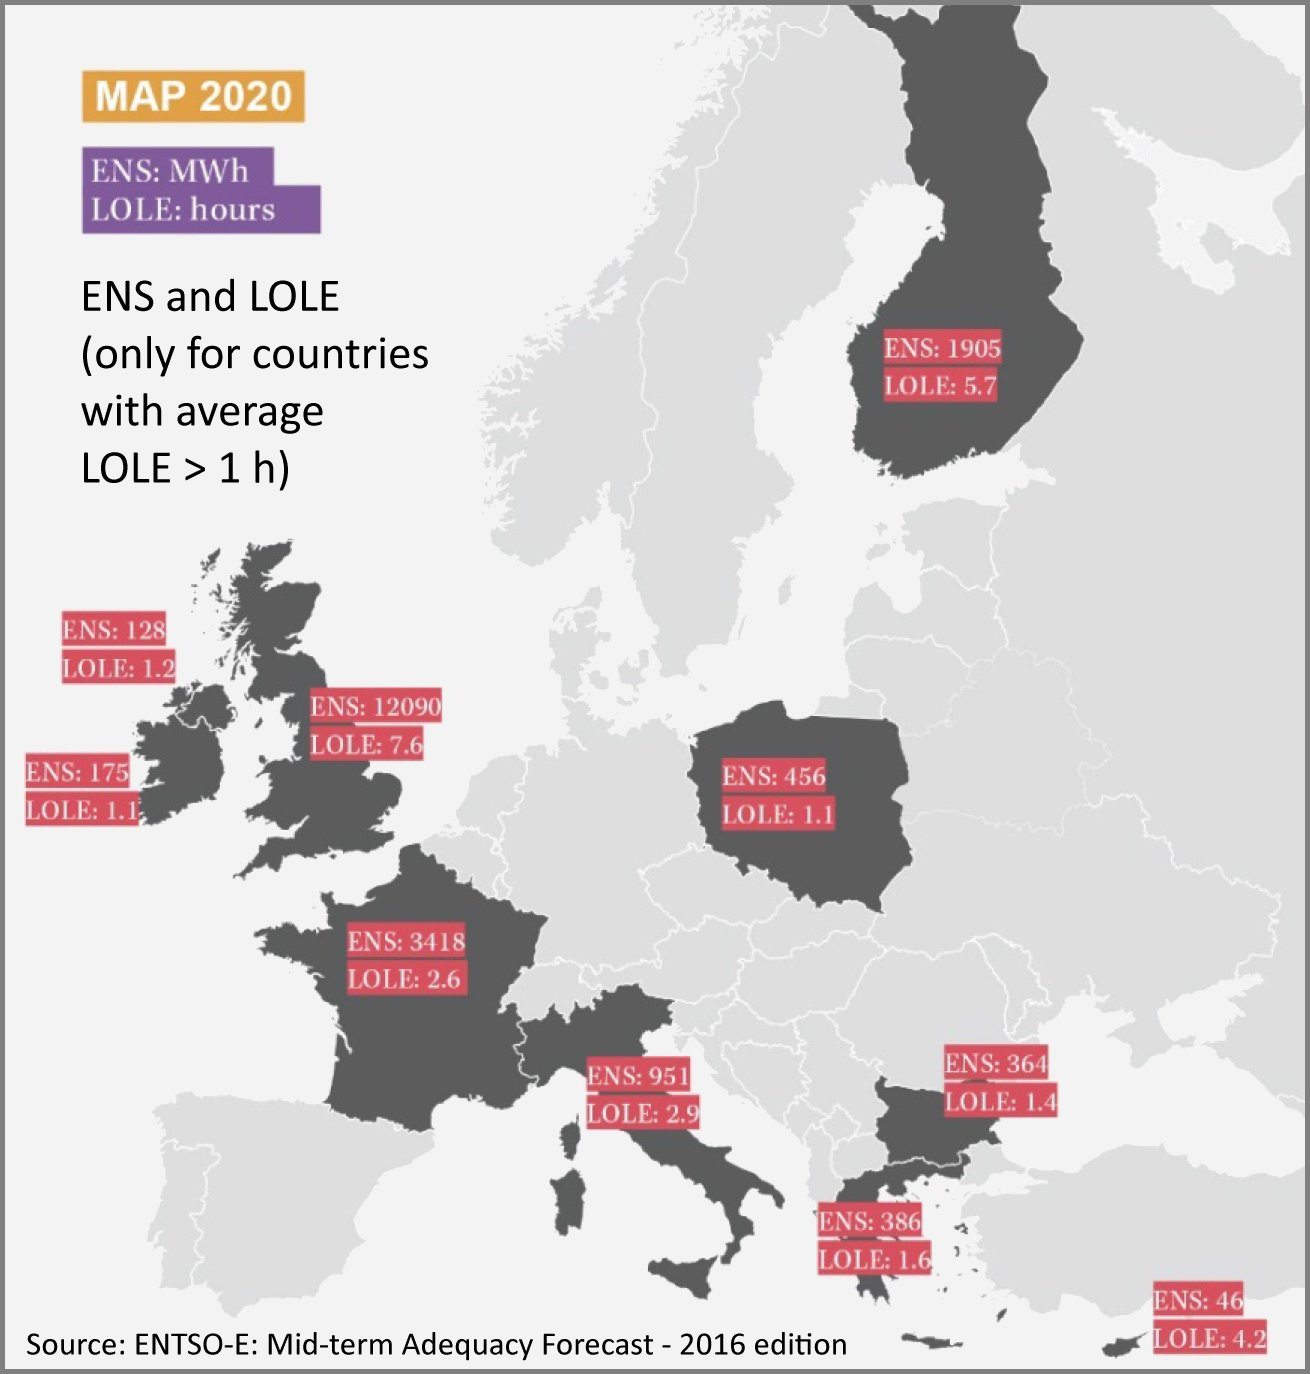 MAP 2020
ENS: MWh
LOLE: hours
ENS and LOLE
(only for countries
with average
LOLE > 1 h)
ENS: 1905
LOLE: 5.7
ENS: 128
LOLE: 1.2
ENS: 12090
LOLE: 7.6
ENS: 175
LOLE: 1.1
ENS: 456
LOLE: 1.1
ENS: 3418
LOLE: 2.6
ENS: 951
LOLE: 2.9
ENS: 364
LOLE: 1.4
ENS: 386
LOLE: 1.6
ENS: 46
LOLE: 4.2
Source: ENTSO-E: Mid-term Adequacy Forecast - 2016 edition